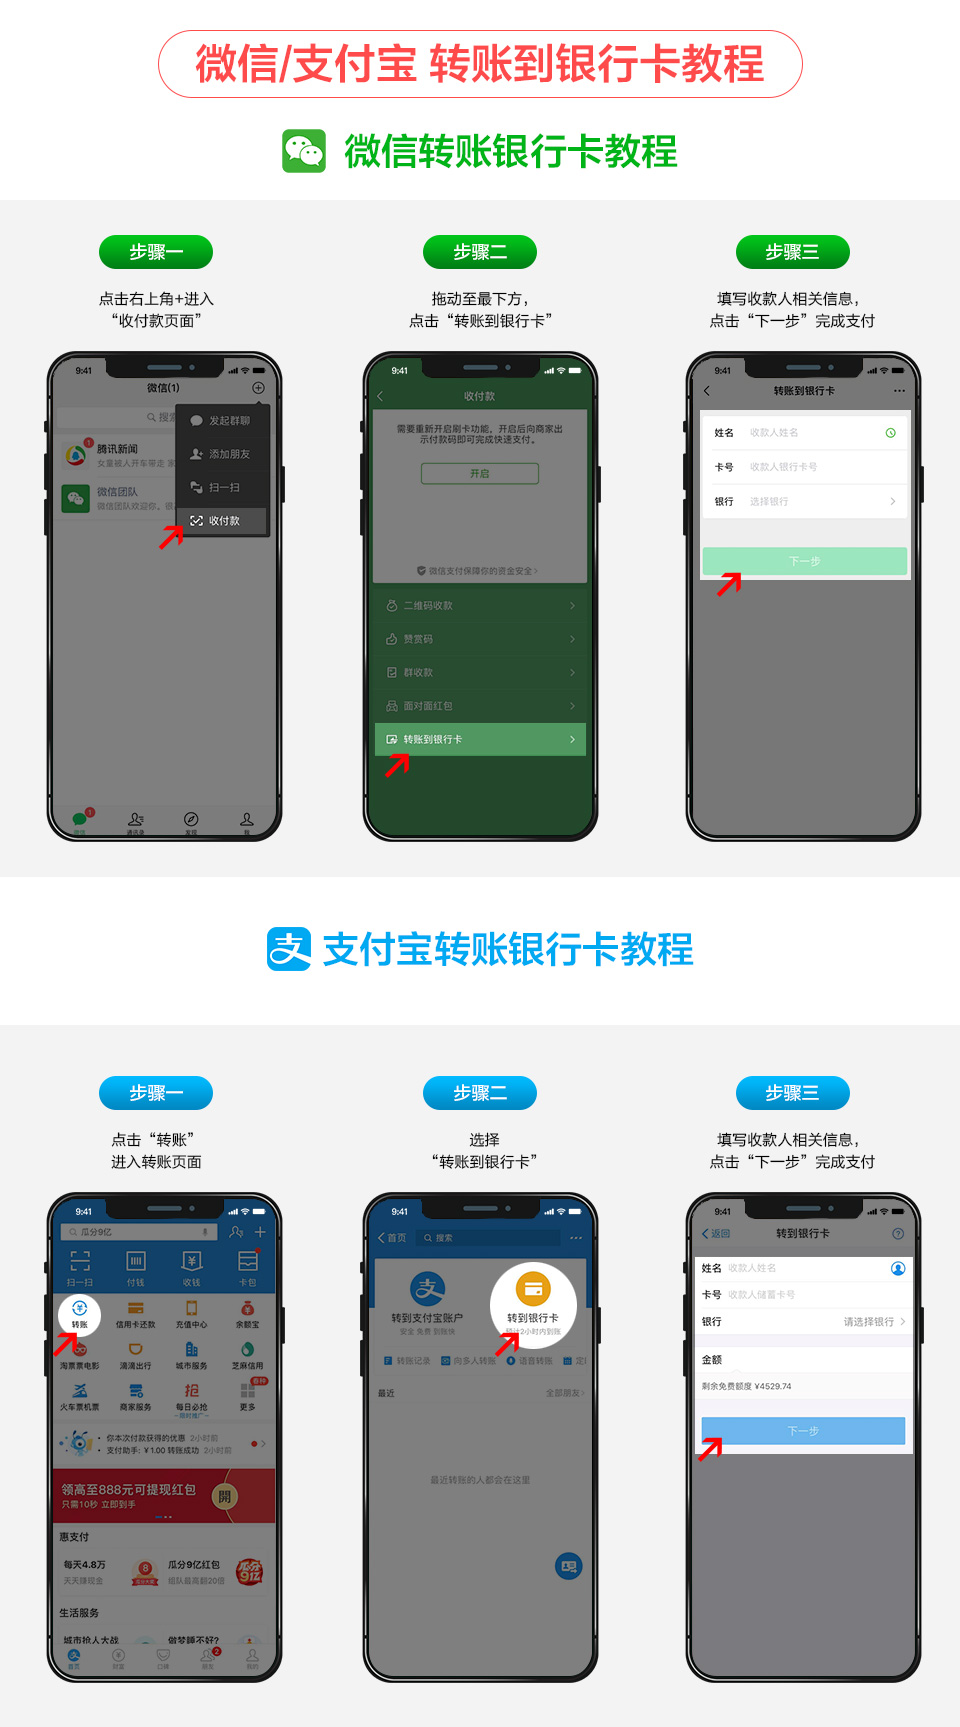 微信/支付宝 转账到银行卡教程
微信转账银行卡教程
步骤一
点击右上角+进入
“收付款页面”
9:41
微信(1)
搜索
发起群聊
添加朋友
扫一扫
收付款
1
腾讯新闻
女童被人开车带走 家
微信团队
微信团队欢迎你。很
1
微信
通讯录
发现
我
步骤二
拖动至最下方，
点击“转账到银行卡”
9:41
收付款
需要重新开启刷卡功能，开启后向商家出
示付款码即可完成快速支付。
开启
微信支付保障你的资金安全>
二维码收款
赞赏码
群收款
面对面红包
转账到银行卡
步骤三
填写收款人相关信息，
点击“下一步”完成支付
9:41
转账到银行卡
姓名 收款人姓名
卡号 收款人银行卡号
银行 选择银行
下一步
支付宝转账银行卡教程
步骤一
点击“转账”
进入转账页面
9:41
瓜分9亿
扫一扫 付钱 收钱 卡包
转账 信用卡还款 充值中心 余额宝
淘票票电影 滴滴出行 城市服务 芝麻信用
火车票机票 商家服务 每日必抢 更多
抢
春运
一限时推广一
你本次付款获得的优惠 2小时前
支付助手: ¥1.00 转账成功 2小时前
领高至888元可提现红包
只需10秒 立即到手
開
惠支付
每天4.8万
天天赚现金
8
瓜分9亿红包
组队最高翻20倍
瓜分
9亿
生活服务
城市抢人大战
做梦睡不好?
2
首页 财富 口碑 朋友 我的
步骤二
选择
“转账到银行卡”
9:41
首页 搜索
转到支付宝账户
安全 免费 到账快
转到银行卡
预计2小时内到账
转账记录 向多人转账 语音转账 定
最近 全部朋友>
最近转账的人都会在这里
步骤三
填写收款人相关信息，
点击“下一步”完成支付
9:41
返回 转到银行卡
姓名 收款人姓名
卡号 收款人储蓄卡号
银行 请选择银行
金额
剩余免费额度 ¥4529.74
下一步